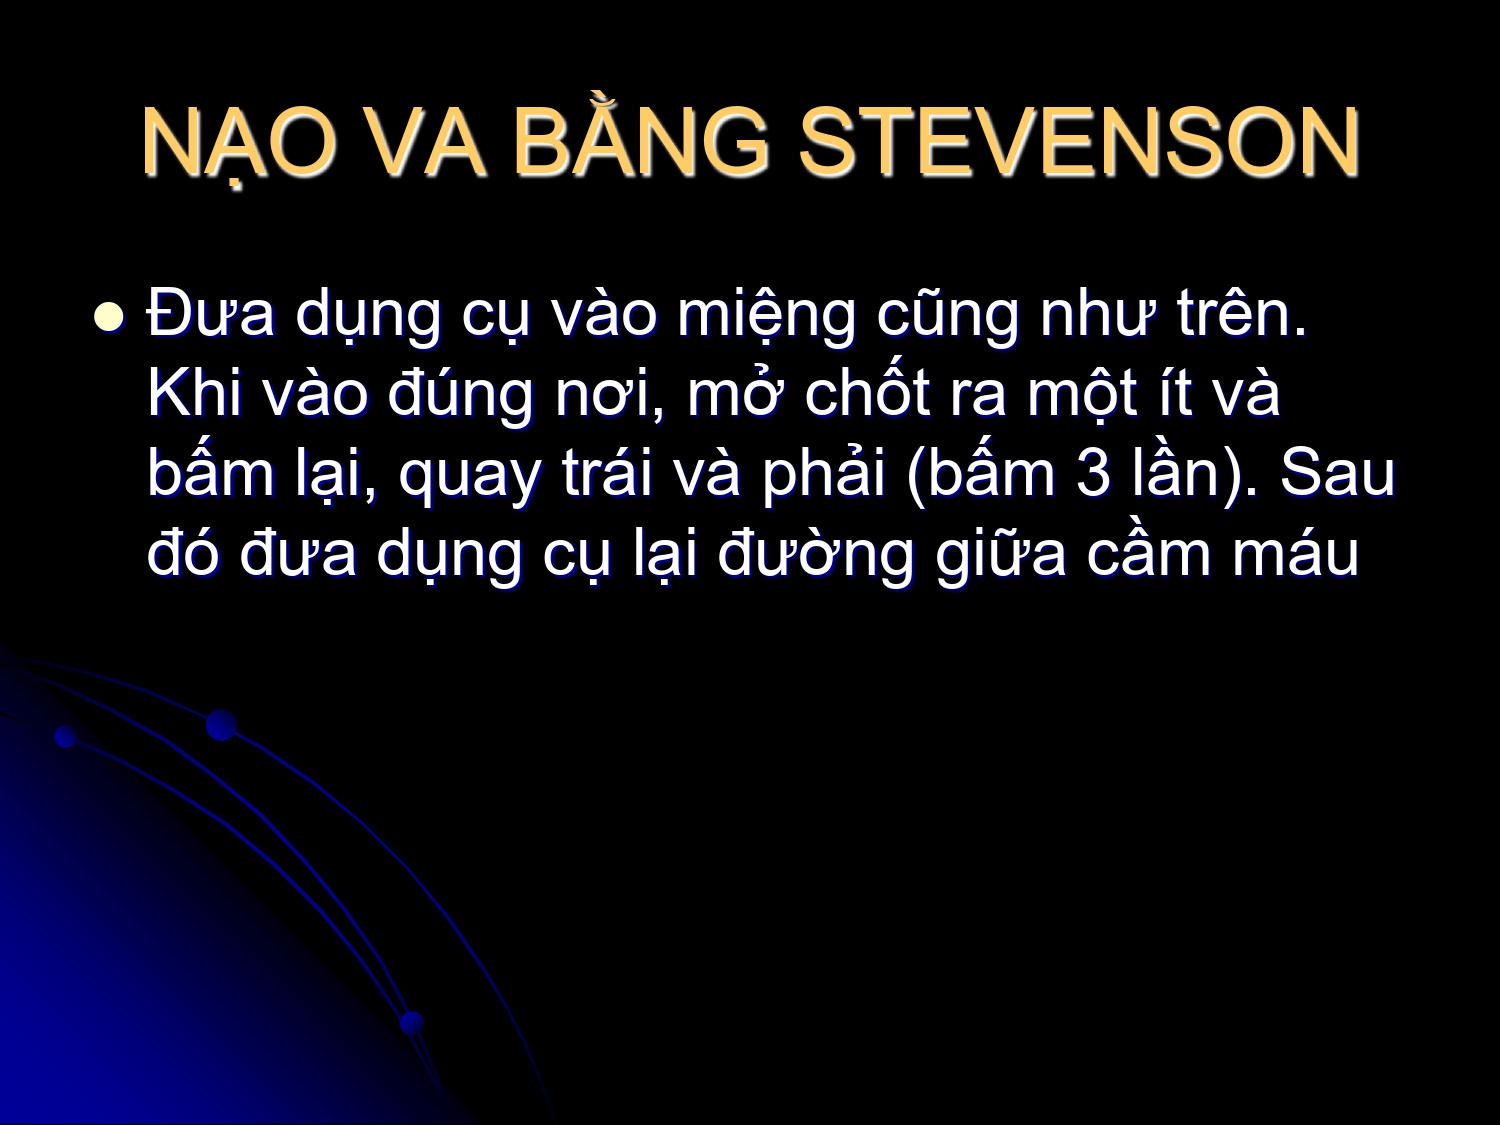 NẠO VA BẰNG STEVENSON
Đưa dụng cụ vào miệng cũng như trên.
Khi vào đúng nơi, mở chốt ra một ít và
bấm lại, quay trái và phải (bấm 3 lần). Sau
đó đưa dụng cụ lại đường giữa cầm máu